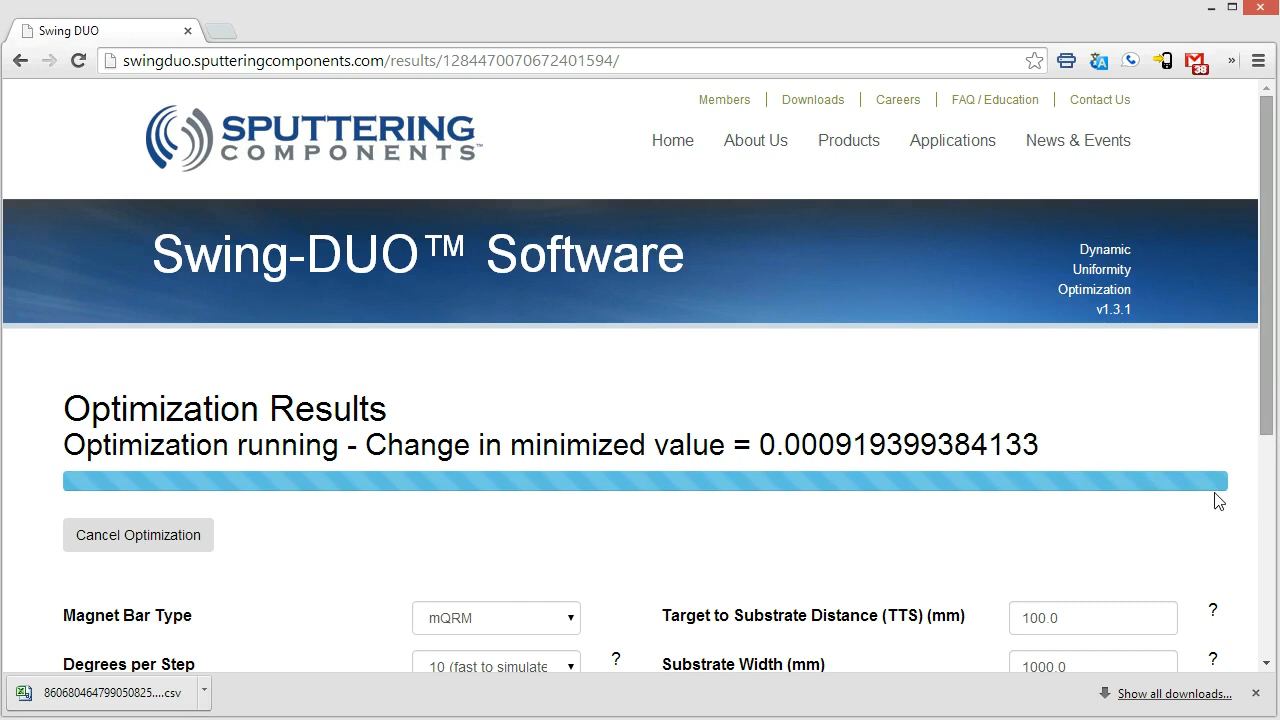 Swing DUO
swingduo.sputteringcomponents.com/results/1284470070672401594/
38
»
Members | Downloads | Careers | FAQ / Education | Contact Us
SPUTTERING
COMPONENTS™
Home About Us Products Applications News & Events
Swing-DUO™ Software
Dynamic
Uniformity
Optimization
v1.3.1
Optimization Results
Optimization running - Change in minimized value = 0.000919399384133
Cancel Optimization
Magnet Bar Type mQRM Target to Substrate Distance (TTS) (mm) 100.0 ?
Degrees per Step 10 (fast to simulate ? Substrate Width (mm) 1000.0 ?
860680464799050825....csv Show all downloads...